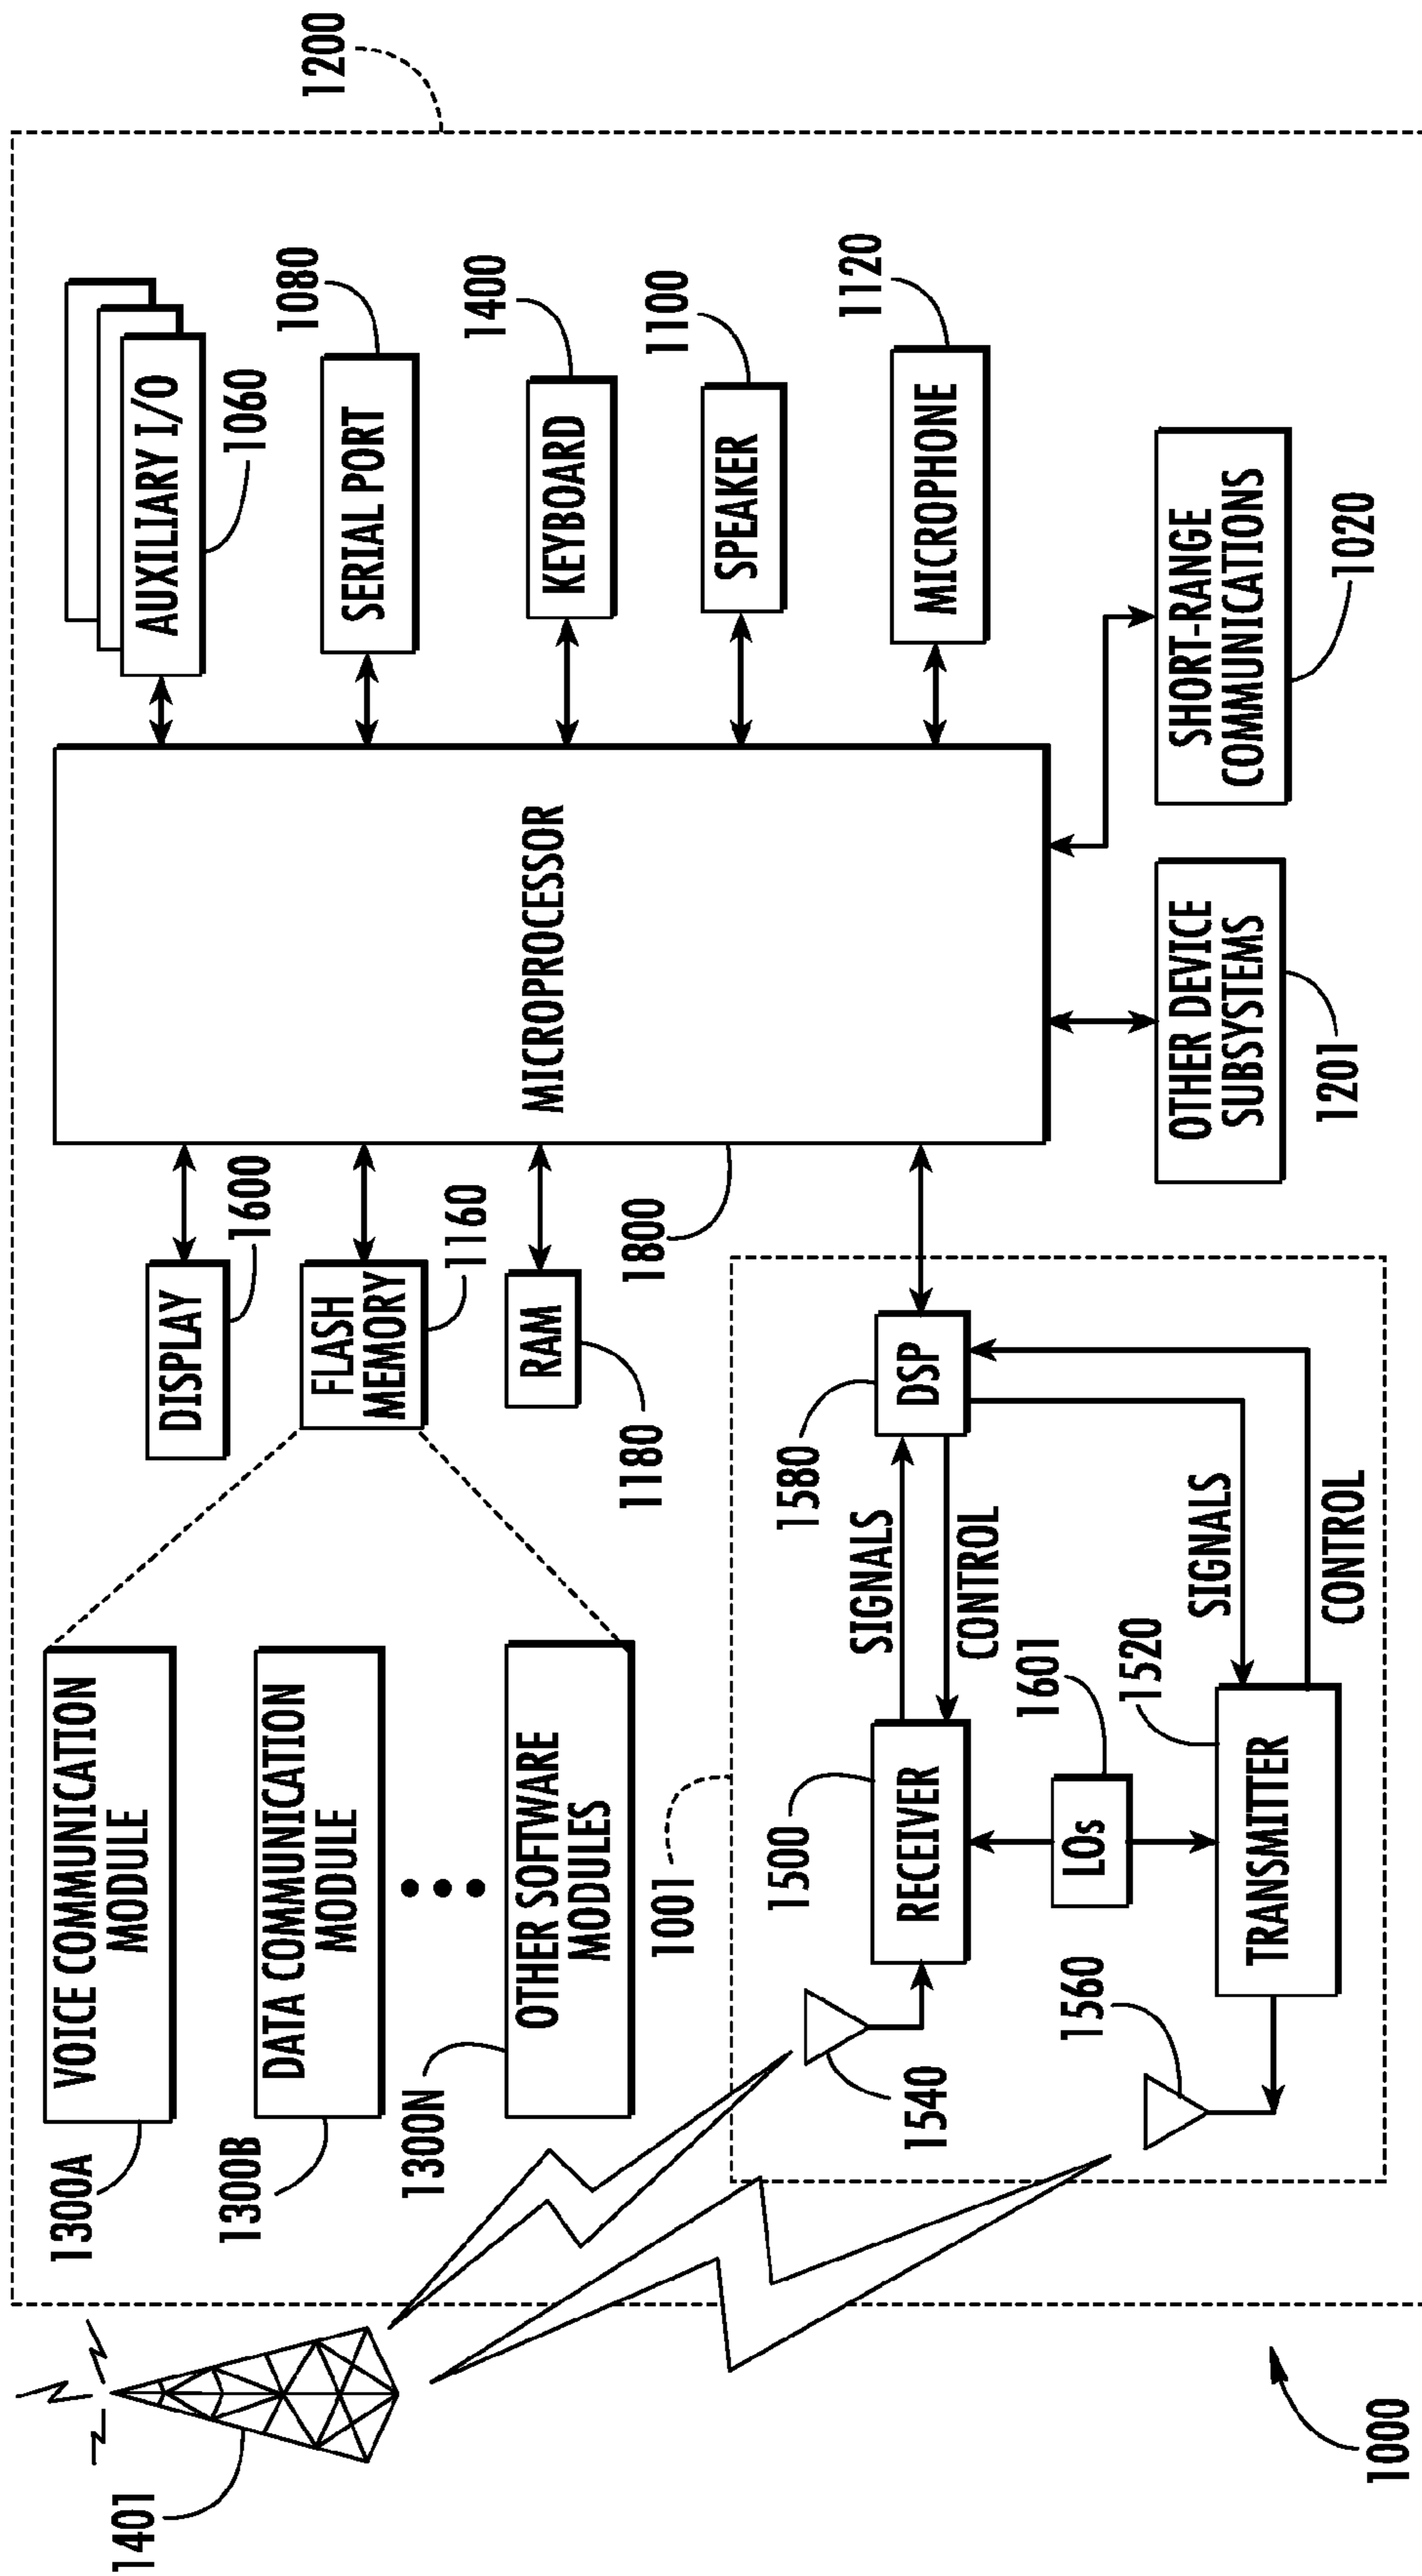 1401
1300A
VOICE COMMUNICATION
MODULE
1300B
DATA COMMUNICATION
MODULE
1300N
OTHER SOFTWARE
MODULES
DISPLAY
1600
FLASH
MEMORY
1160
RAM
1180
1800
MICROPROCESSOR
AUXILIARY I/O
1060
SERIAL PORT
1080
KEYBOARD
1400
SPEAKER
1100
MICROPHONE
1120
1200
1001
1500
RECEIVER
SIGNALS
CONTROL
1580
DSP
1540
LOs
1601
1560
TRANSMITTER
1520
SIGNALS
CONTROL
OTHER DEVICE
SUBSYSTEMS
1201
SHORT-RANGE
COMMUNICATIONS
1020
1000